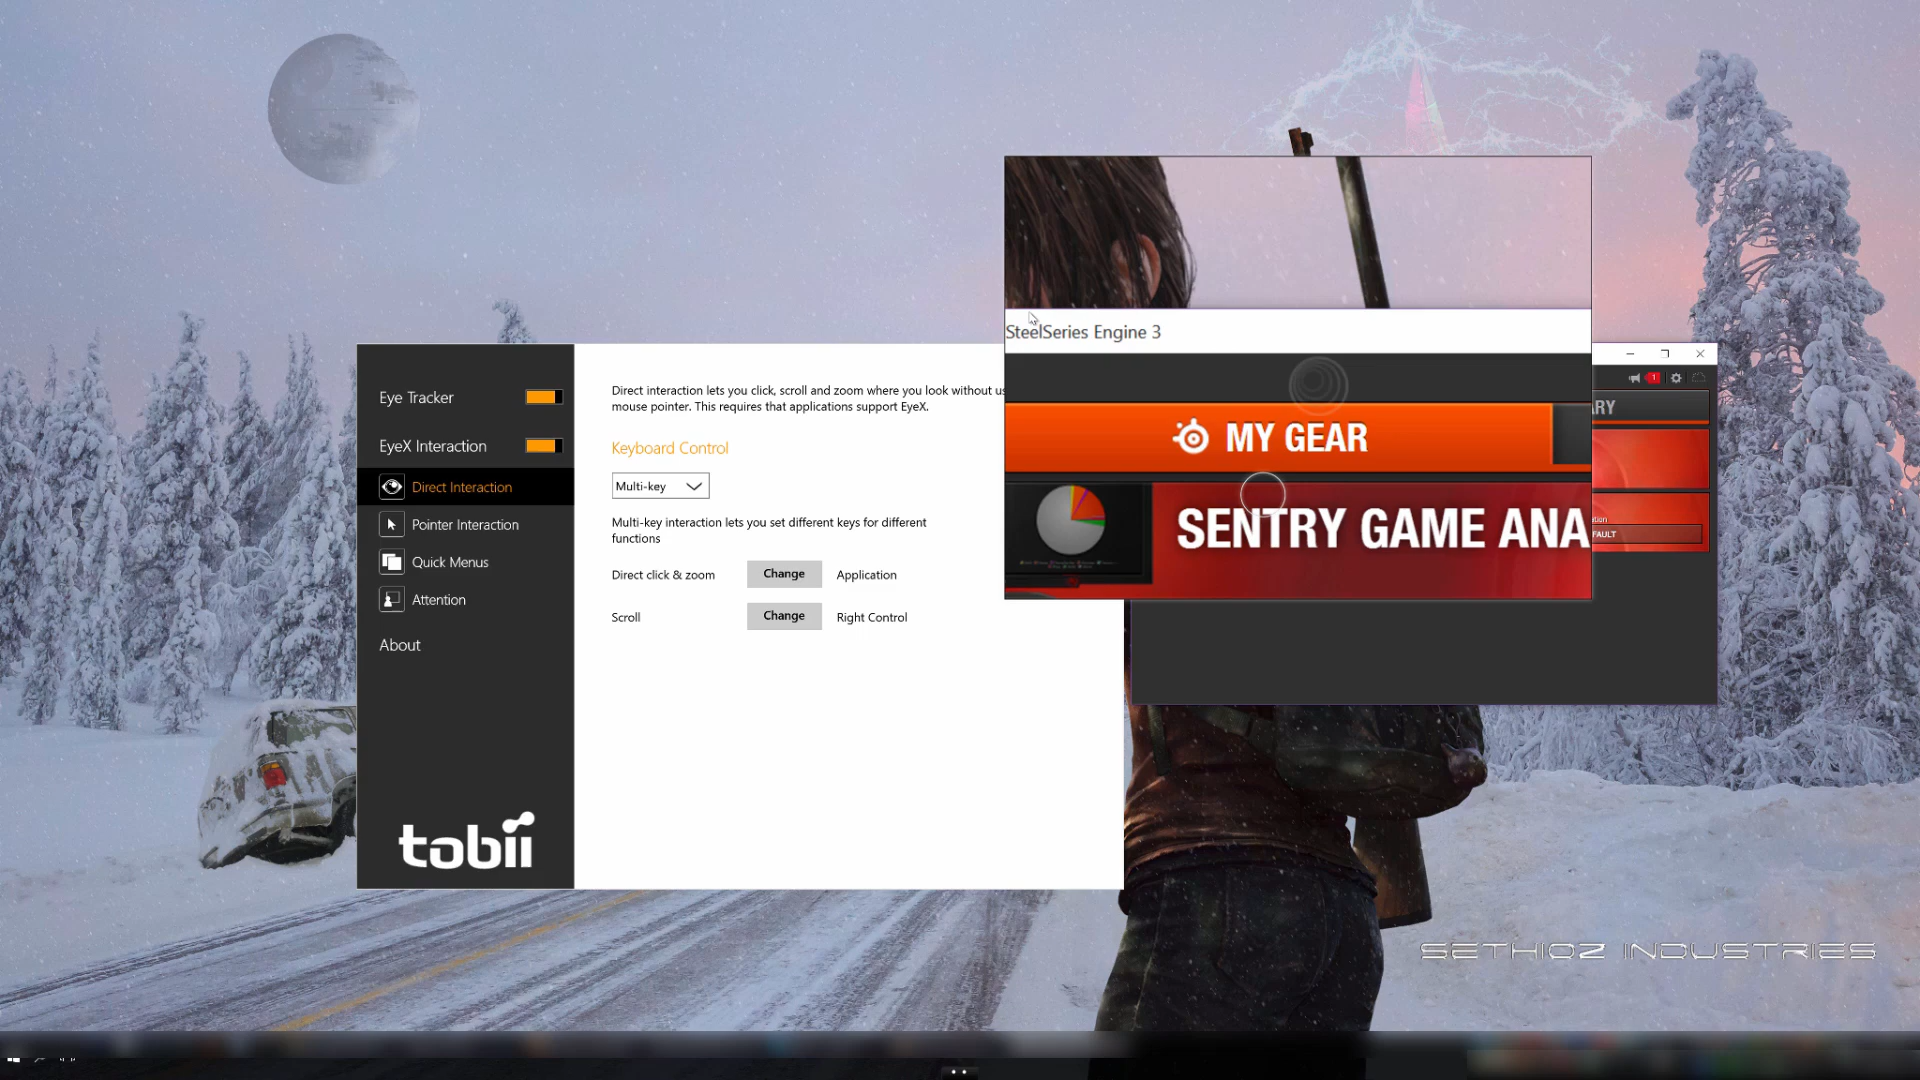 Eye Tracker
EyeX Interaction
Direct Interaction
Pointer Interaction
Quick Menus
Attention
About
tobii
Direct interaction lets you click, scroll and zoom where you look without us
mouse pointer. This requires that applications support EyeX.
Keyboard Control
Multi-key
Multi-key interaction lets you set different keys for different
functions
Direct click & zoom Change Application
Scroll Change Right Control
SteelSeries Engine 3
MY GEAR
SENTRY GAME ANA
1
RY
tion
FAULT
SETHIOZ INDUSTRIES